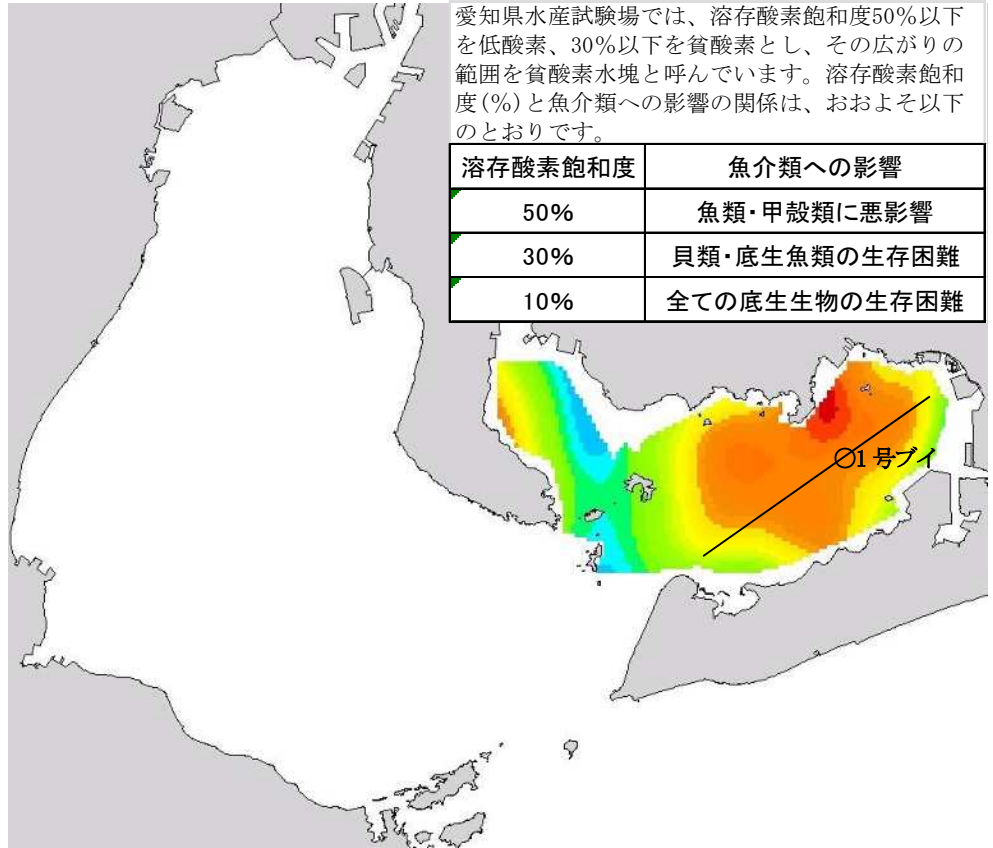 愛知県水産試験場では、溶存酸素飽和度50%以下
を低酸素、30%以下を貧酸素とし、その広がりの
範囲を貧酸素水塊と呼んでいます。溶存酸素飽和
度(%)と魚介類への影響の関係は、おおよそ以下
のとおりです。
溶存酸素飽和度 魚介類への影響
50% 魚類・甲殻類に悪影響
30% 貝類・底生魚類の生存困難
10% 全ての底生生物の生存困難
1号ブイ